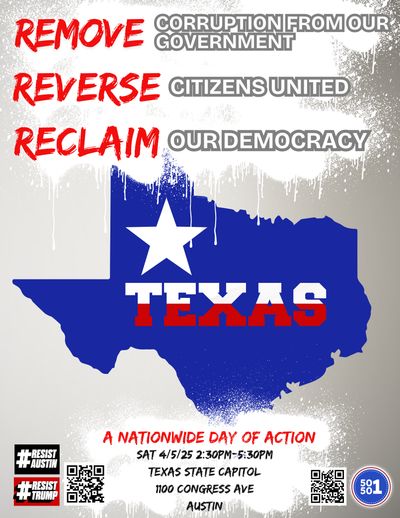 REMOVE CORRUPTION FROM OUR
GOVERNMENT
REVERSE CITIZENS UNITED
RECLAIM OUR DEMOCRACY
TEXAS
A NATIONWIDE DAY OF ACTION
SAT 4/5/25 2:30PM-5:30PM
TEXAS STATE CAPITOL
1100 CONGRESS AVE
AUSTIN
#RESIST
AUSTIN
#RESIST
TRUMP
50
50
1